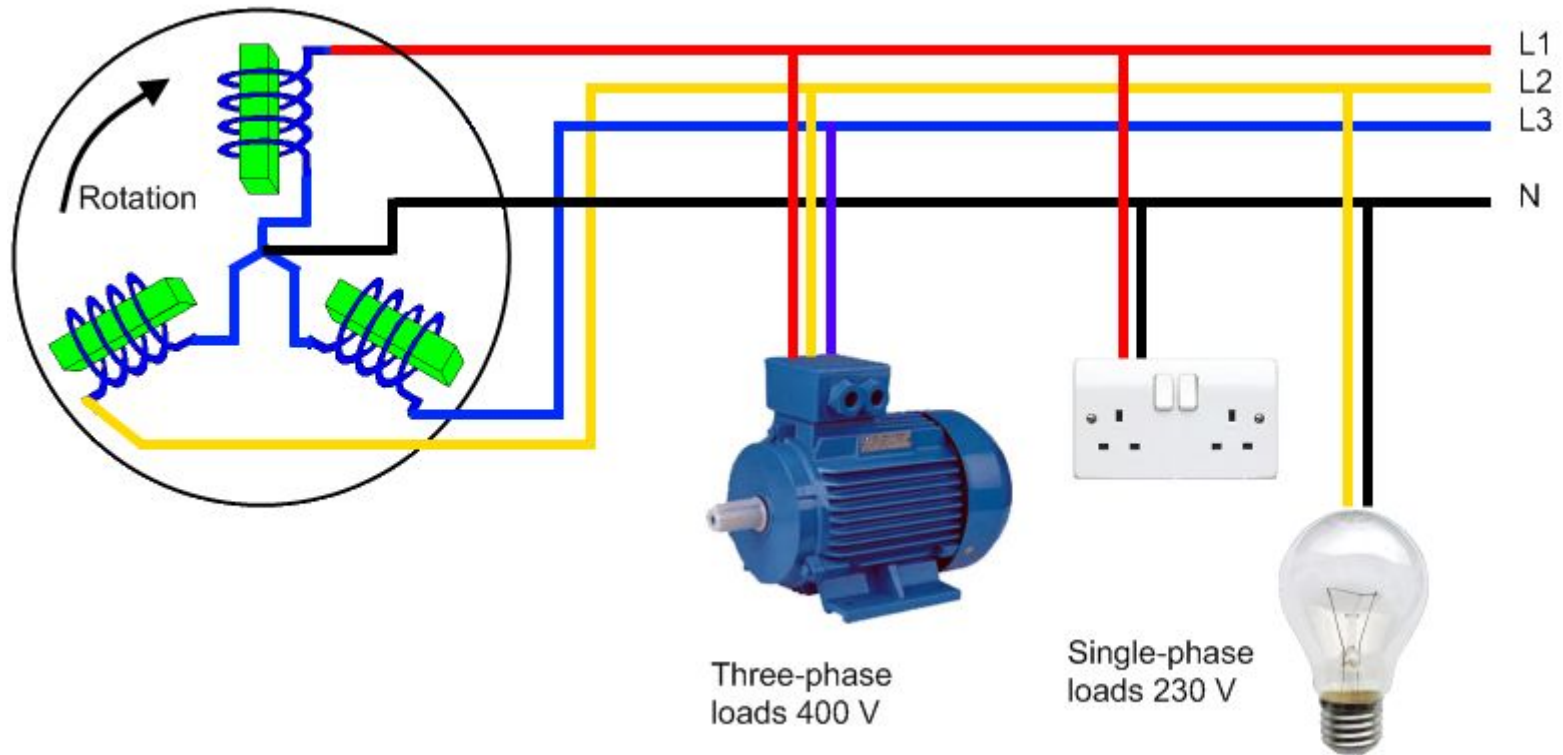 L1
L2
L3
N
Rotation
Three-phase
loads 400 V
Single-phase
loads 230 V